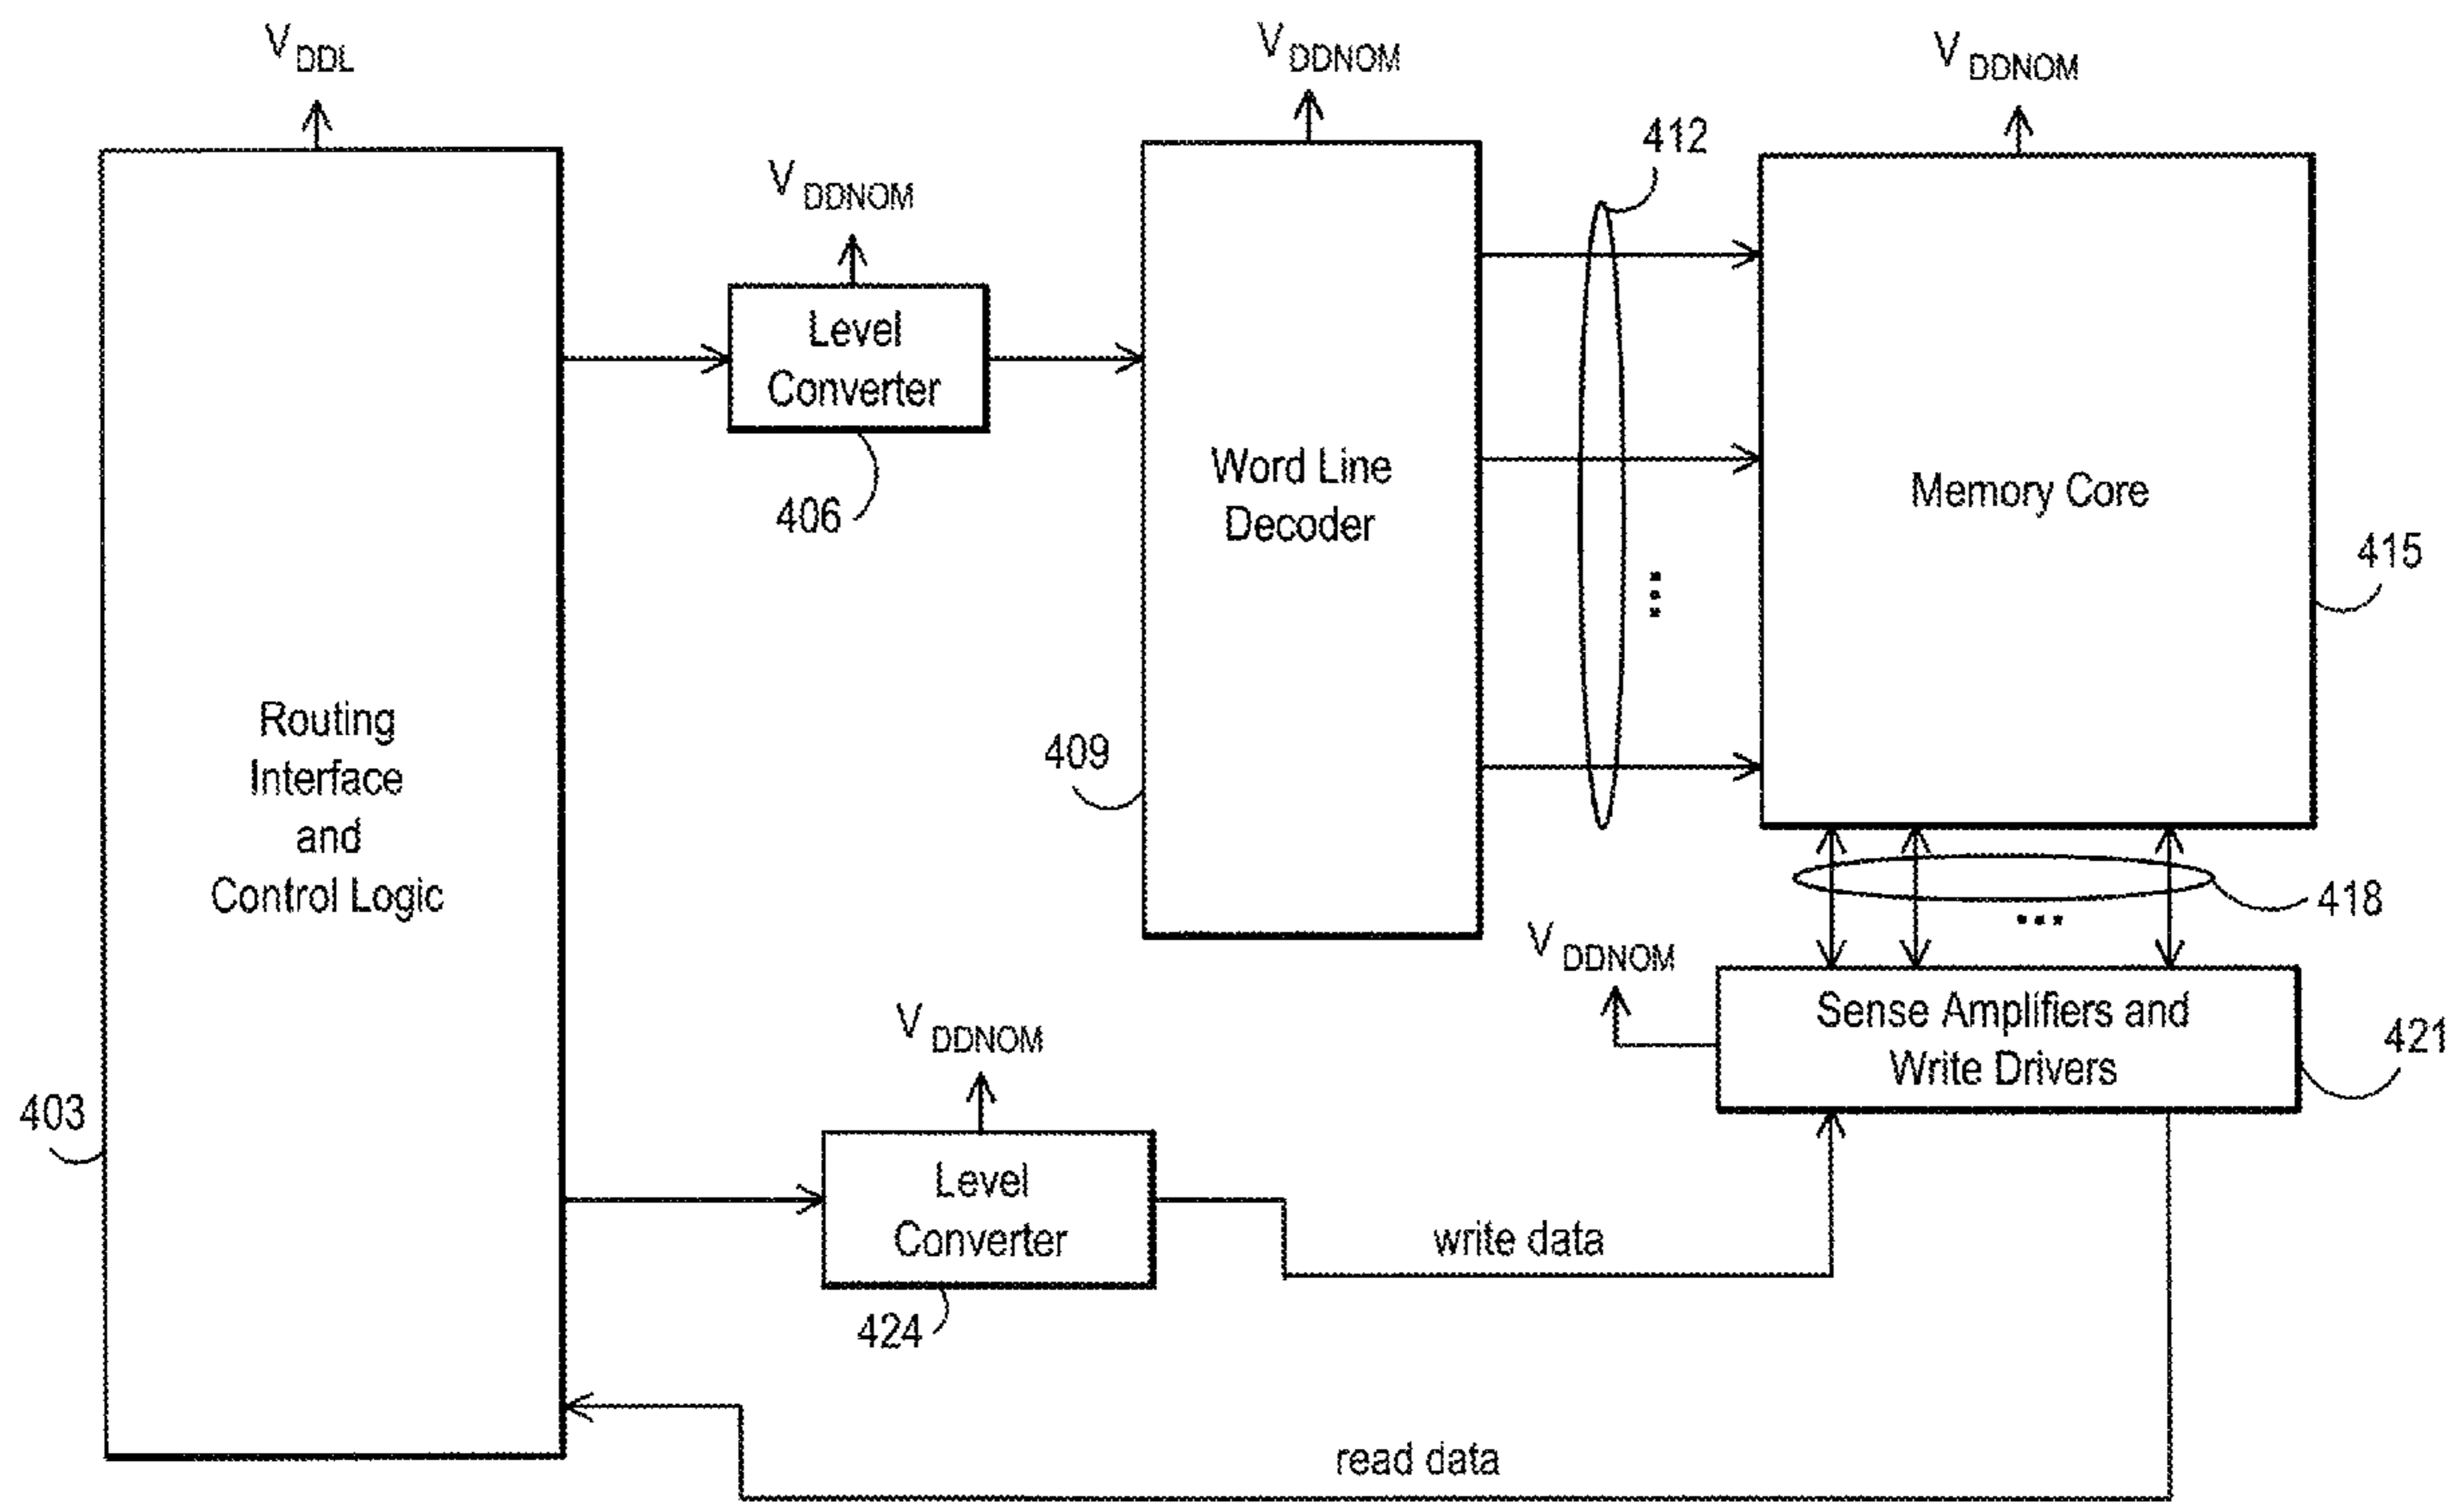 VDDL
VDDNOM
VDDNOM
VDDNOM
412
Level
Converter
406
Word Line
Decoder
Memory Core
415
Routing
Interface
and
Control Logic
409
418
VDDNOM
VDDNOM
Sense Amplifiers and
Write Drivers
421
403
Level
Converter
write data
424
read data